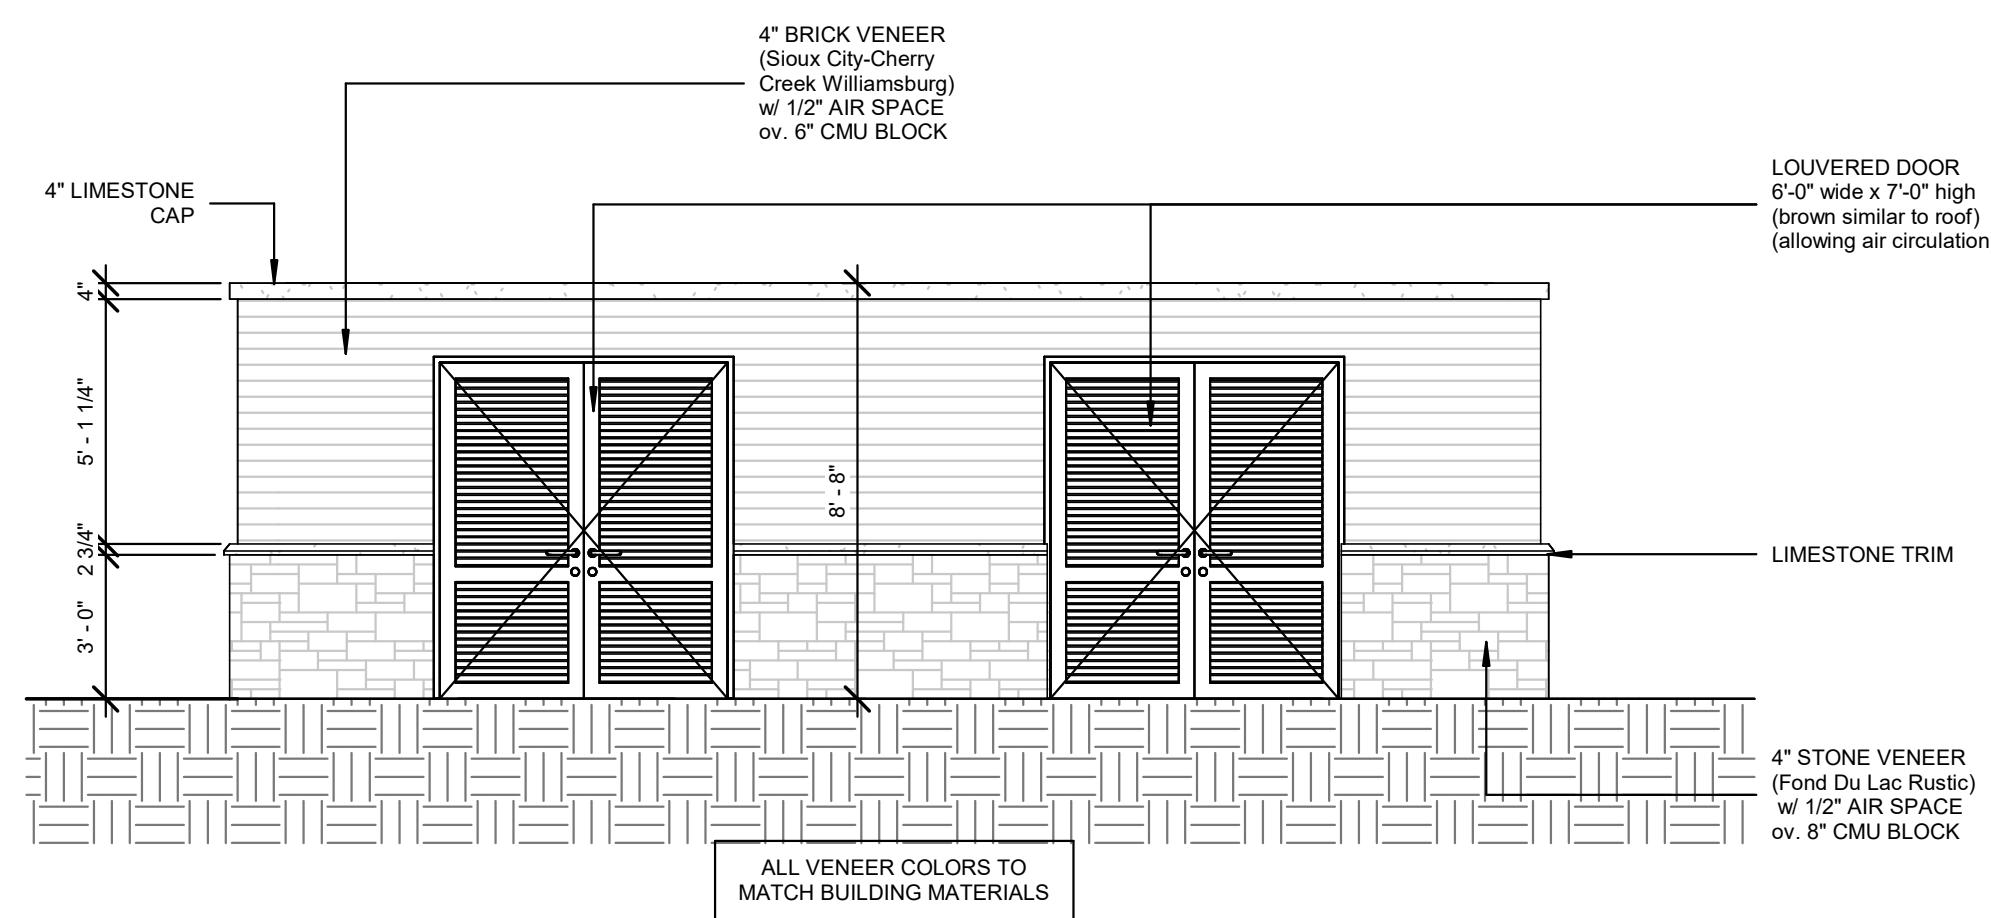 4" BRICK VENEER
(Sioux City-Cherry
Creek Williamsburg)
w/ 1/2" AIR SPACE
ov. 6" CMU BLOCK
LOUVERED DOOR
6'-0" wide x 7'-0" high
(brown similar to roof)
(allowing air circulation
4" LIMESTONE
CAP
4"
5' - 1 1/4"
8' - 8"
2 3/4"
3' - 0"
LIMESTONE TRIM
4" STONE VENEER
(Fond Du Lac Rustic)
w/ 1/2" AIR SPACE
ov. 8" CMU BLOCK
ALL VENEER COLORS TO
MATCH BUILDING MATERIALS